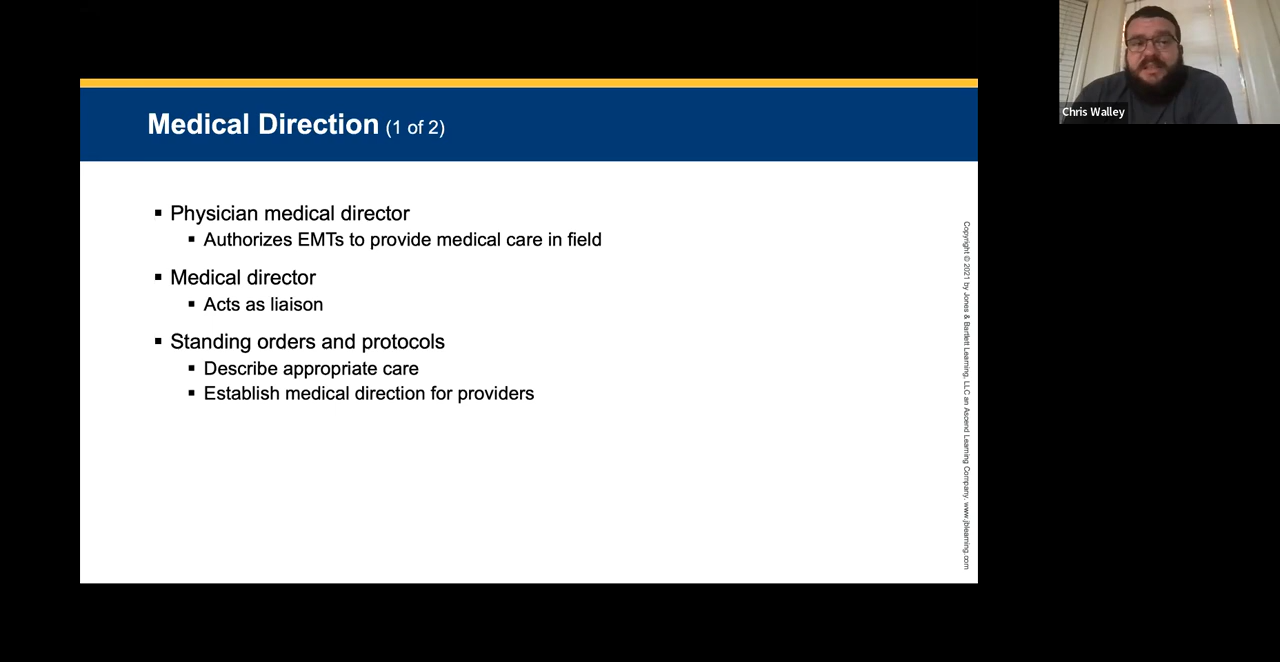 Medical Direction (1 of 2)
▪ Physician medical director
▪ Authorizes EMTs to provide medical care in field
▪ Medical director
▪ Acts as liaison
▪ Standing orders and protocols
▪ Describe appropriate care
▪ Establish medical direction for providers
Copyright © 2021 by Jones & Bartlett Learning, LLC an Ascend Learning Company. www.jblearning.com
Chris Walley